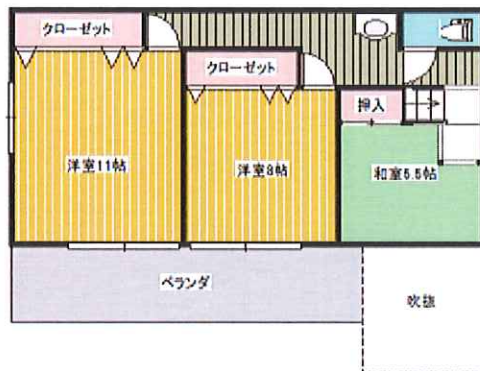 クローゼット
クローゼット
押入
洋室11帖
洋室8帖
和室5.5帖
ベランダ
吹抜